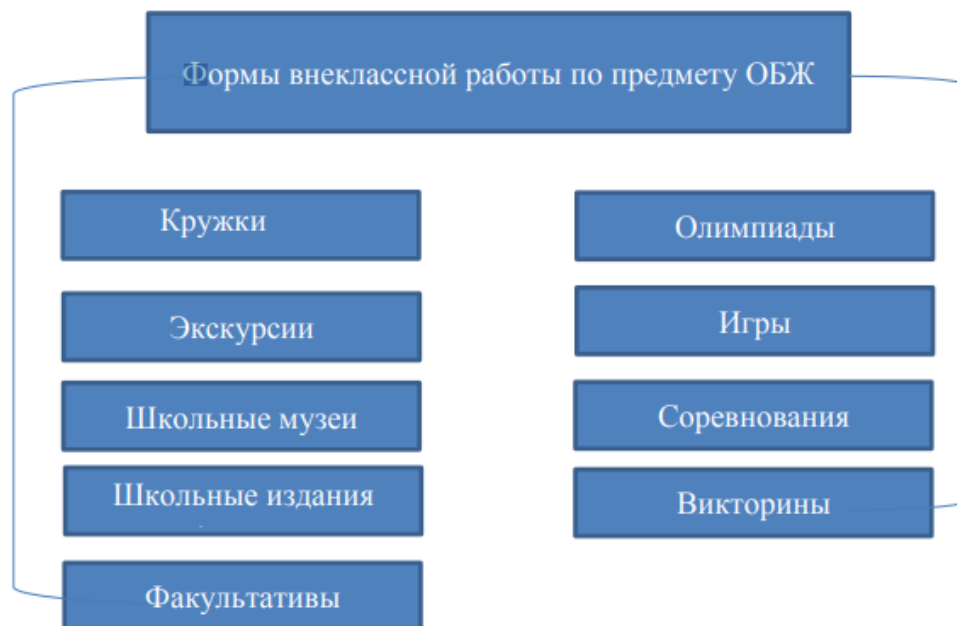 Формы внеклассной работы по предмету ОБЖ
Кружки
Экскурсии
Школьные музеи
Школьные издания
Факультативы
Олимпиады
Игры
Соревнования
Викторины